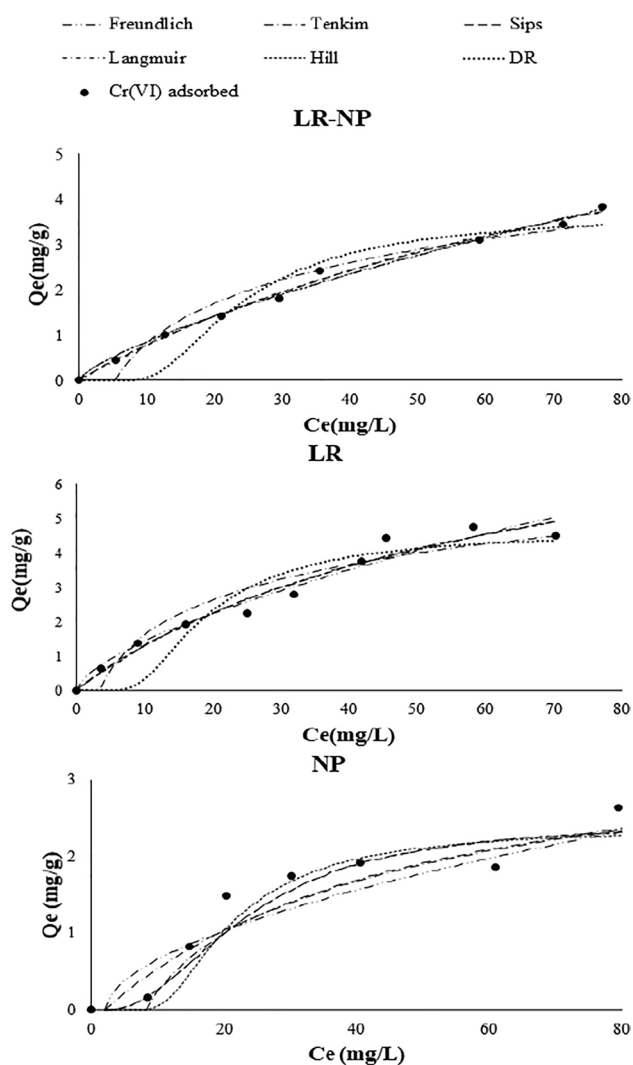 Freundlich Tenkim Sips
Langmuir Hill DR
Cr(VI) adsorbed
LR-NP
5
4
3
2
1
0
Qe(mg/g)
0 10 20 30 40 50 60 70 80
Ce(mg/L)
LR
6
5
4
3
2
1
0
Qe(mg/g)
0 10 20 30 40 50 60 70 80
Ce(mg/L)
NP
3
2
1
0
Qe (mg/g)
0 20 40 60 80
Ce (mg/L)